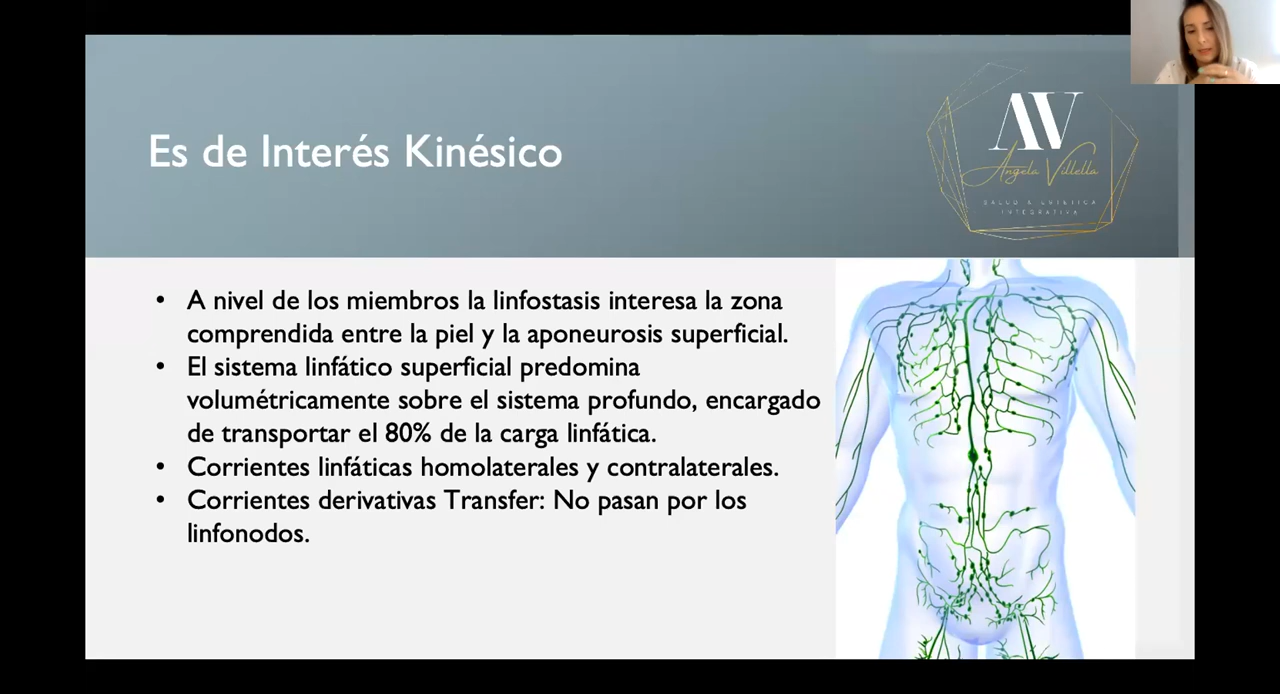 AV
Angela Villella
SALUD & ESTETICA
INTEGRATIVA
Es de Interés Kinésico
• A nivel de los miembros la linfostasis interesa la zona
comprendida entre la piel y la aponeurosis superficial.
• El sistema linfático superficial predomina
volumétricamente sobre el sistema profundo, encargado
de transportar el 80% de la carga linfática.
• Corrientes linfáticas homolaterales y contralaterales.
• Corrientes derivativas Transfer: No pasan por los
linfonodos.